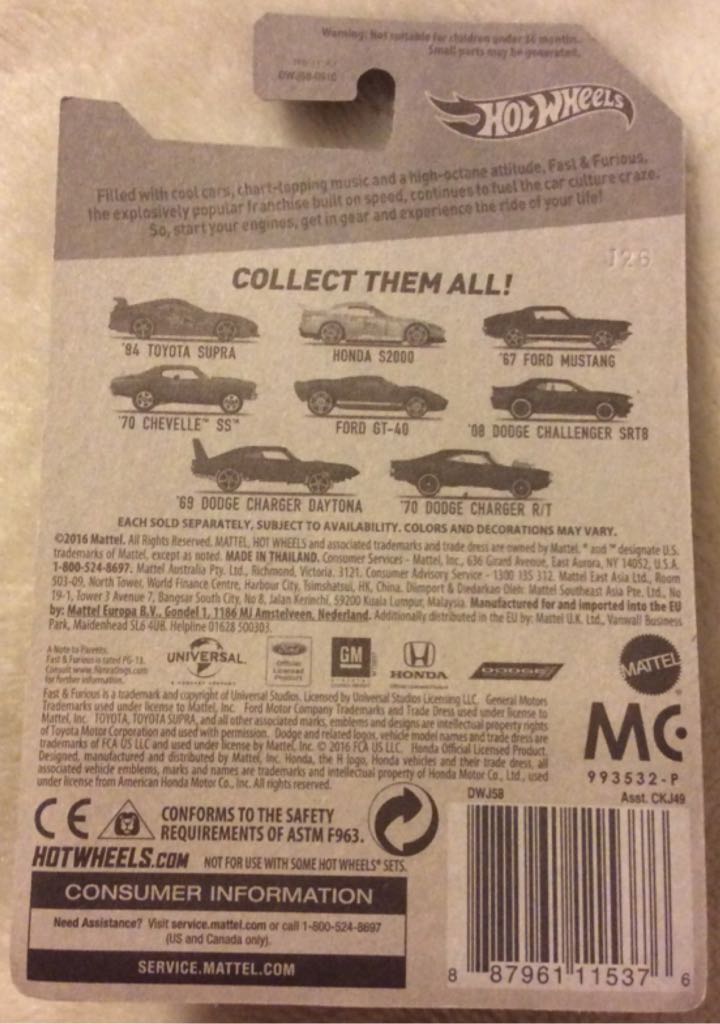 Warning: Not suitable for children under 36 months.
Small parts may be generated.
DWJ58-0910
HOT WHEELS
Filled with cool cars, chart-topping music and a high-octane attitude, Fast & Furious,
the explosively popular franchise built on speed, continues to fuel the car culture craze.
So, start your engines, get in gear and experience the ride of your life!
J26
COLLECT THEM ALL!
'94 TOYOTA SUPRA
HONDA S2000
'67 FORD MUSTANG
'70 CHEVELLE™ SS™
FORD GT-40
'08 DODGE CHALLENGER SRT8
'69 DODGE CHARGER DAYTONA
'70 DODGE CHARGER R/T
EACH SOLD SEPARATELY, SUBJECT TO AVAILABILITY. COLORS AND DECORATIONS MAY VARY.
©2016 Mattel. All Rights Reserved. MATTEL, HOT WHEELS and associated trademarks and trade dress are owned by Mattel. ® and ™ designate U.S.
trademarks of Mattel, except as noted. MADE IN THAILAND. Consumer Services - Mattel, Inc., 636 Girard Avenue, East Aurora, NY 14052, U.S.A.
1-800-524-8697. Mattel Australia Pty. Ltd., Richmond, Victoria. 3121. Consumer Advisory Service - 1300 135 312. Mattel East Asia Ltd., Room
503-09, North Tower, World Finance Centre, Harbour City, Tsimshatsui, HK, China. Diimport & Diedarkan Oleh: Mattel Southeast Asia Pte. Ltd., No
19-1, Tower 3 Avenue 7, Bangsar South City, No 8, Jalan Kerinchi, 59200 Kuala Lumpur, Malaysia. Manufactured for and imported into the EU
by: Mattel Europa B.V., Gondel 1, 1186 MJ Amstelveen, Nederland. Additionally distributed in the EU by: Mattel U.K. Ltd., Vanwall Business
Park, Maidenhead SL6 4UB. Helpline 01628 500303.
A Note to Parents:
Fast & Furious is rated PG-13.
Consult www.filmratings.com
for further information.
UNIVERSAL
Ford
Official
Licensed
Product
GM
HONDA
DODGE
MATTEL
Fast & Furious is a trademark and copyright of Universal Studios. Licensed by Universal Studios Licensing LLC. General Motors
Trademarks used under license to Mattel, Inc. Ford Motor Company Trademarks and Trade Dress used under license to
Mattel, Inc. TOYOTA, TOYOTA SUPRA, and all other associated marks, emblems and designs are intellectual property rights
of Toyota Motor Corporation and used with permission. Dodge and related logos, vehicle model names and trade dress are
trademarks of FCA US LLC and used under license by Mattel, Inc. © 2016 FCA US LLC. Honda Official Licensed Product.
Designed, manufactured and distributed by Mattel, Inc. Honda, the H logo, Honda vehicles and their trade dress, all
associated vehicle emblems, marks and names are trademarks and intellectual property of Honda Motor Co., Ltd., used
under license from American Honda Motor Co., Inc. All rights reserved.
MC
993532-P
DWJ58
Asst. CKJ49
CE
CONFORMS TO THE SAFETY
REQUIREMENTS OF ASTM F963.
HOTWHEELS.COM
NOT FOR USE WITH SOME HOT WHEELS® SETS.
CONSUMER INFORMATION
Need Assistance? Visit service.mattel.com or call 1-800-524-8697
(US and Canada only).
SERVICE.MATTEL.COM
8 87961 11537 6